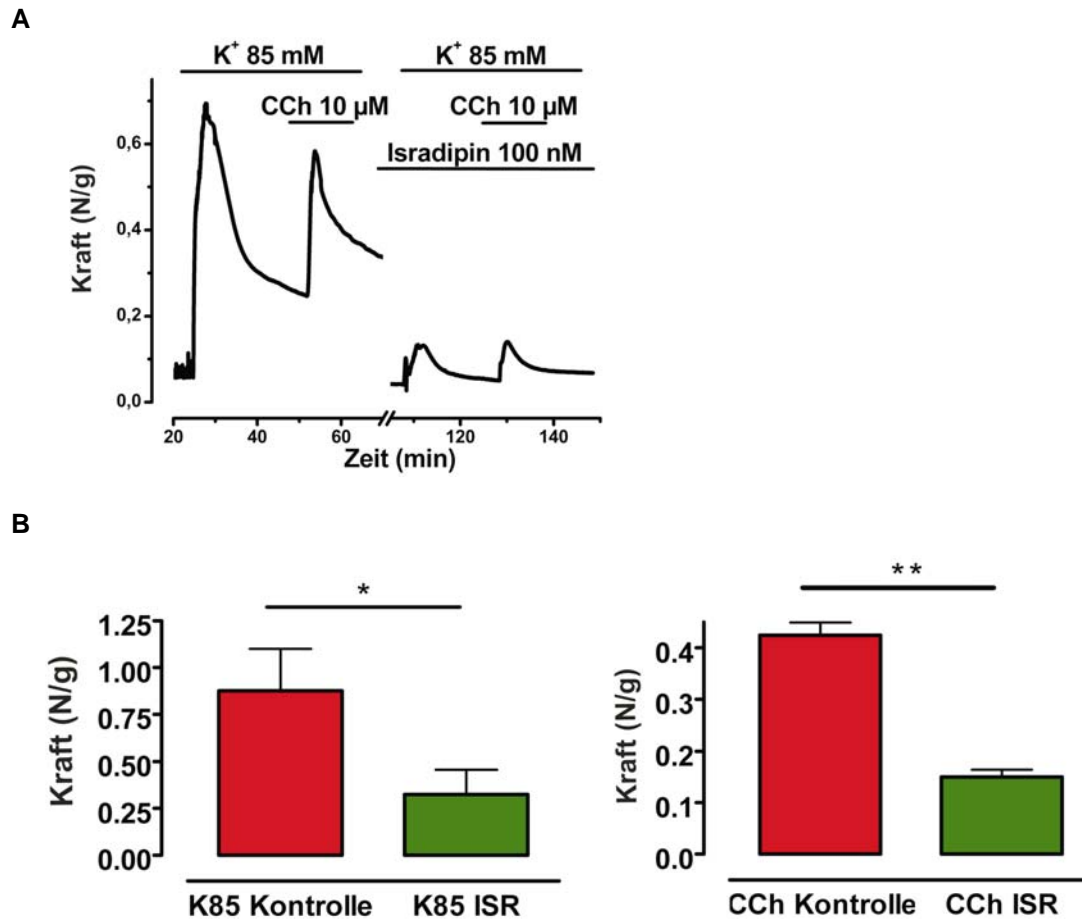 A
K⁺ 85 mM
K⁺ 85 mM
CCh 10 µM
CCh 10 µM
Isradipin 100 nM
Kraft (N/g)
0,6
0,4
0,2
0,0
20
40
60
120
140
Zeit (min)
B
*
Kraft (N/g)
1.25
1.00
0.75
0.50
0.25
0.00
K85 Kontrolle
K85 ISR
**
Kraft (N/g)
0.4
0.3
0.2
0.1
0.0
CCh Kontrolle
CCh ISR